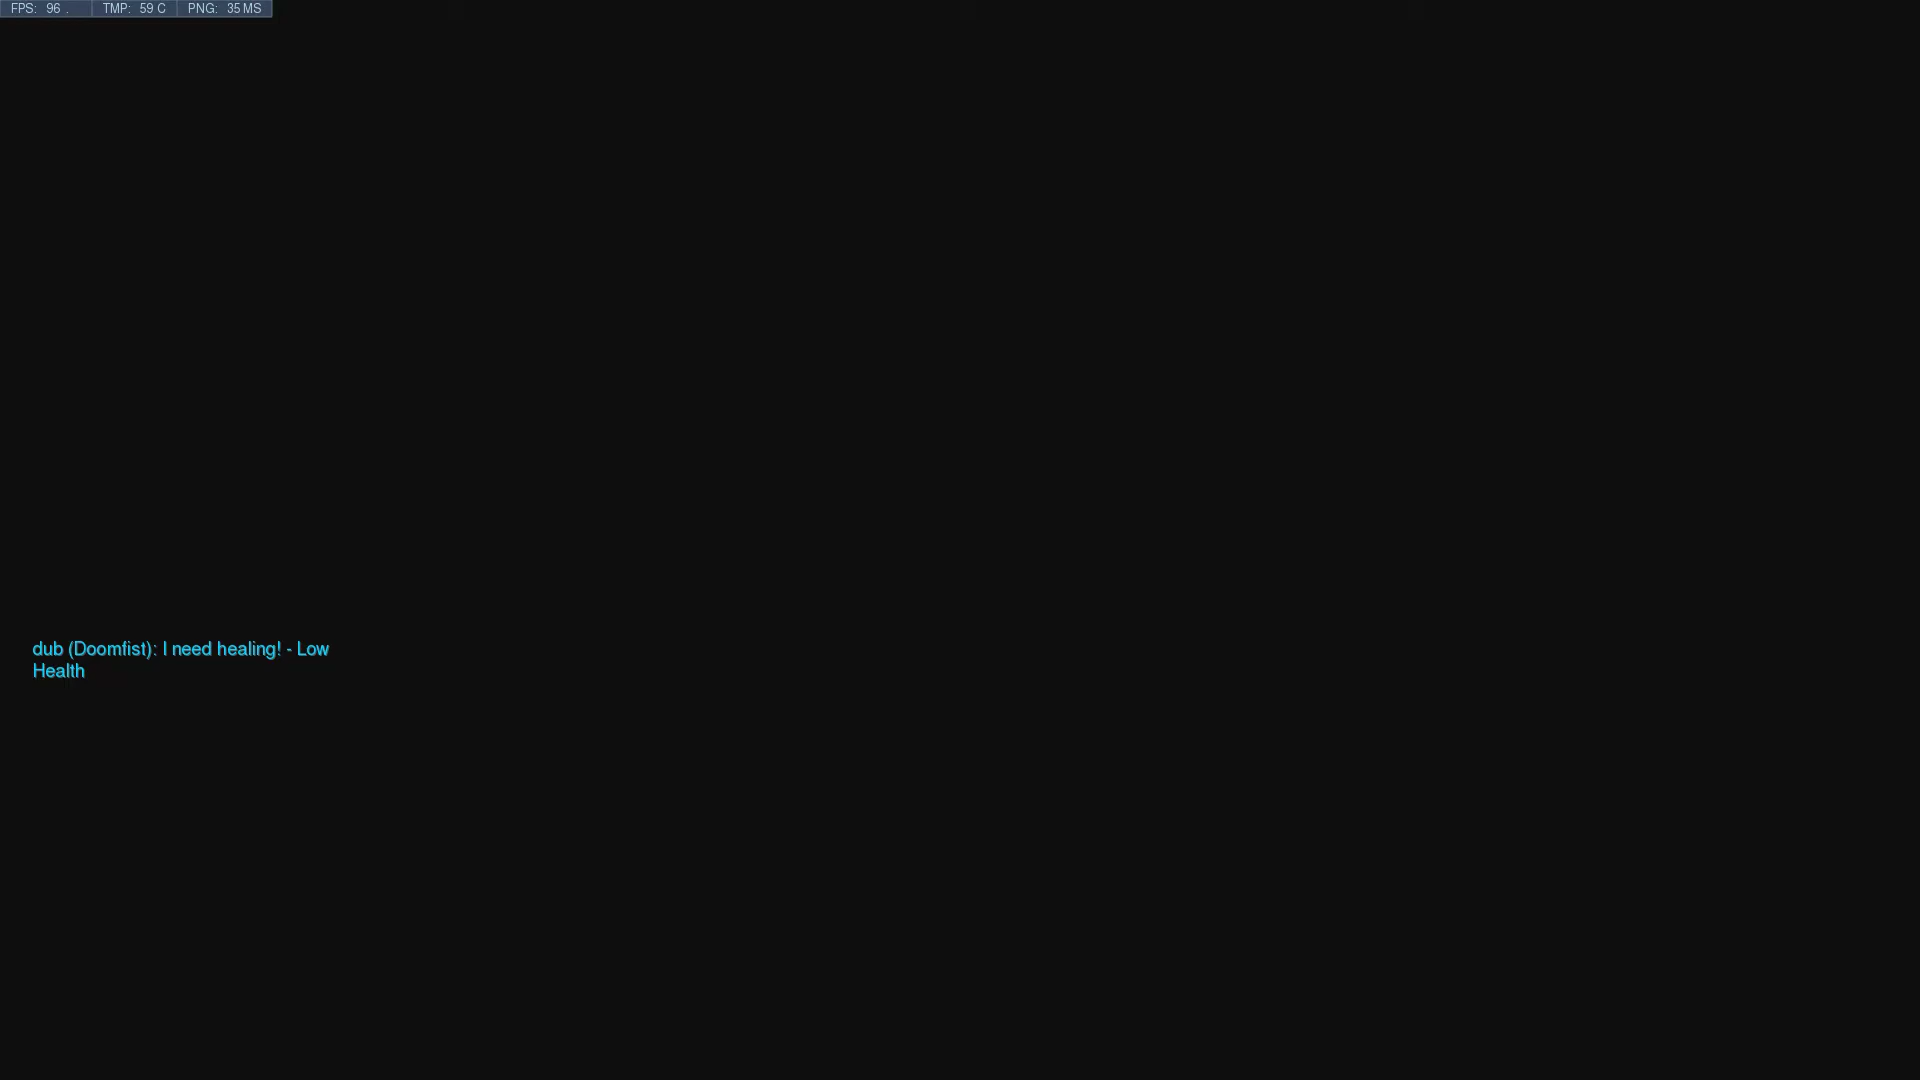 FPS: 96 . TMP: 59 C PNG: 35 MS
dub (Doomfist): I need healing! - Low
Health